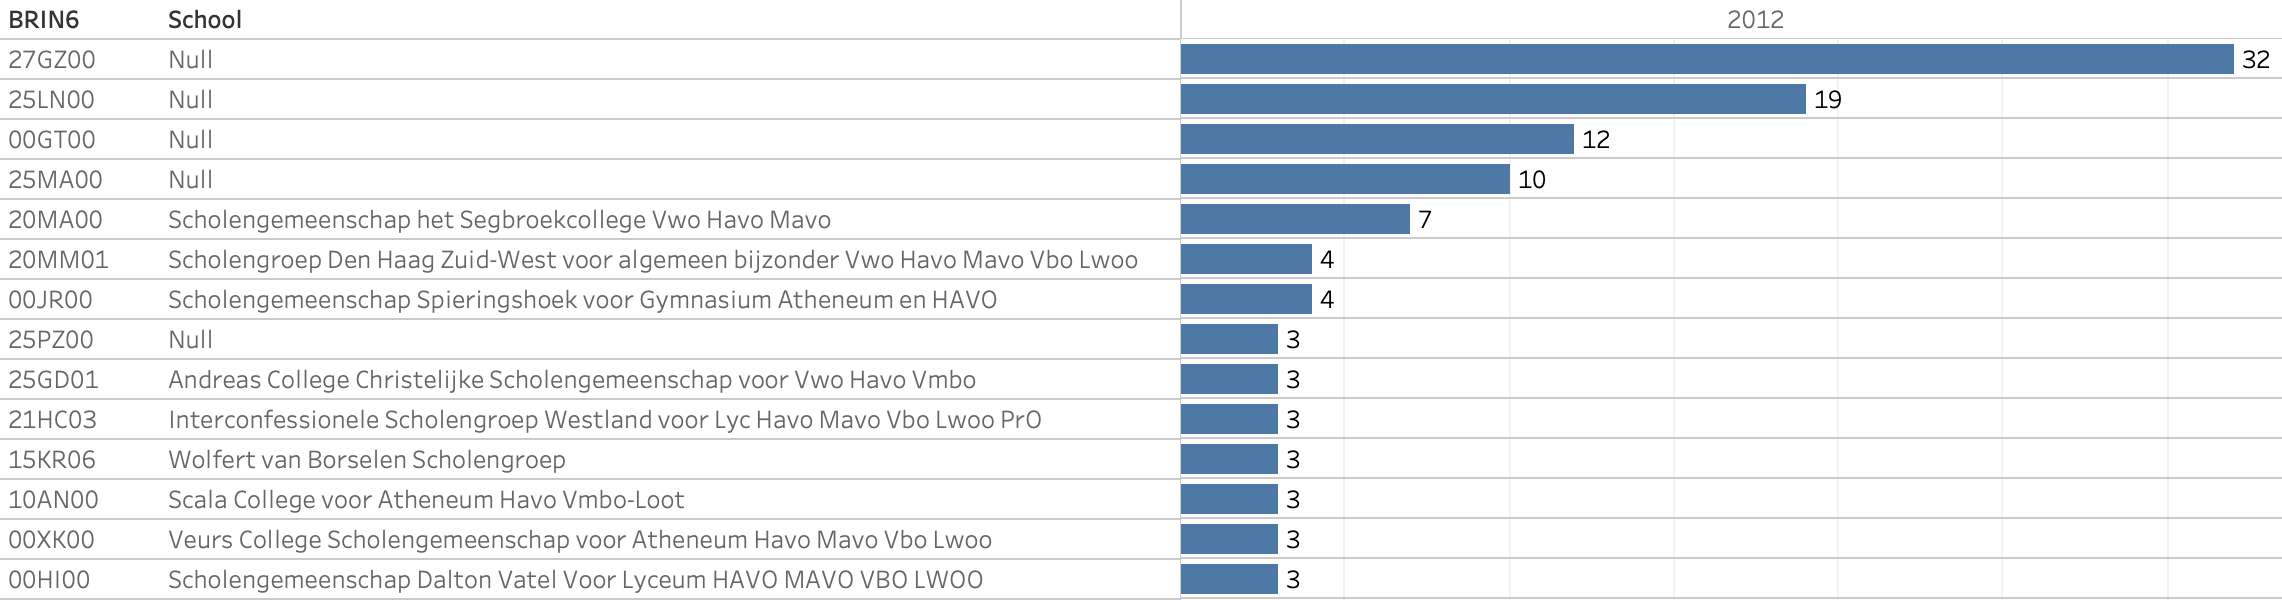 BRIN6 School 2012
27GZ00 Null 32
25LN00 Null 19
00GT00 Null 12
25MA00 Null 10
20MA00 Scholengemeenschap het Segbroekcollege Vwo Havo Mavo 7
20MM01 Scholengroep Den Haag Zuid-West voor algemeen bijzonder Vwo Havo Mavo Vbo Lwoo 4
00JR00 Scholengemeenschap Spieringshoek voor Gymnasium Atheneum en HAVO 4
25PZ00 Null 3
25GD01 Andreas College Christelijke Scholengemeenschap voor Vwo Havo Vmbo 3
21HC03 Interconfessionele Scholengroep Westland voor Lyc Havo Mavo Vbo Lwoo PrO 3
15KR06 Wolfert van Borselen Scholengroep 3
10AN00 Scala College voor Atheneum Havo Vmbo-Loot 3
00XK00 Veurs College Scholengemeenschap voor Atheneum Havo Mavo Vbo Lwoo 3
00HI00 Scholengemeenschap Dalton Vatel Voor Lyceum HAVO MAVO VBO LWOO 3